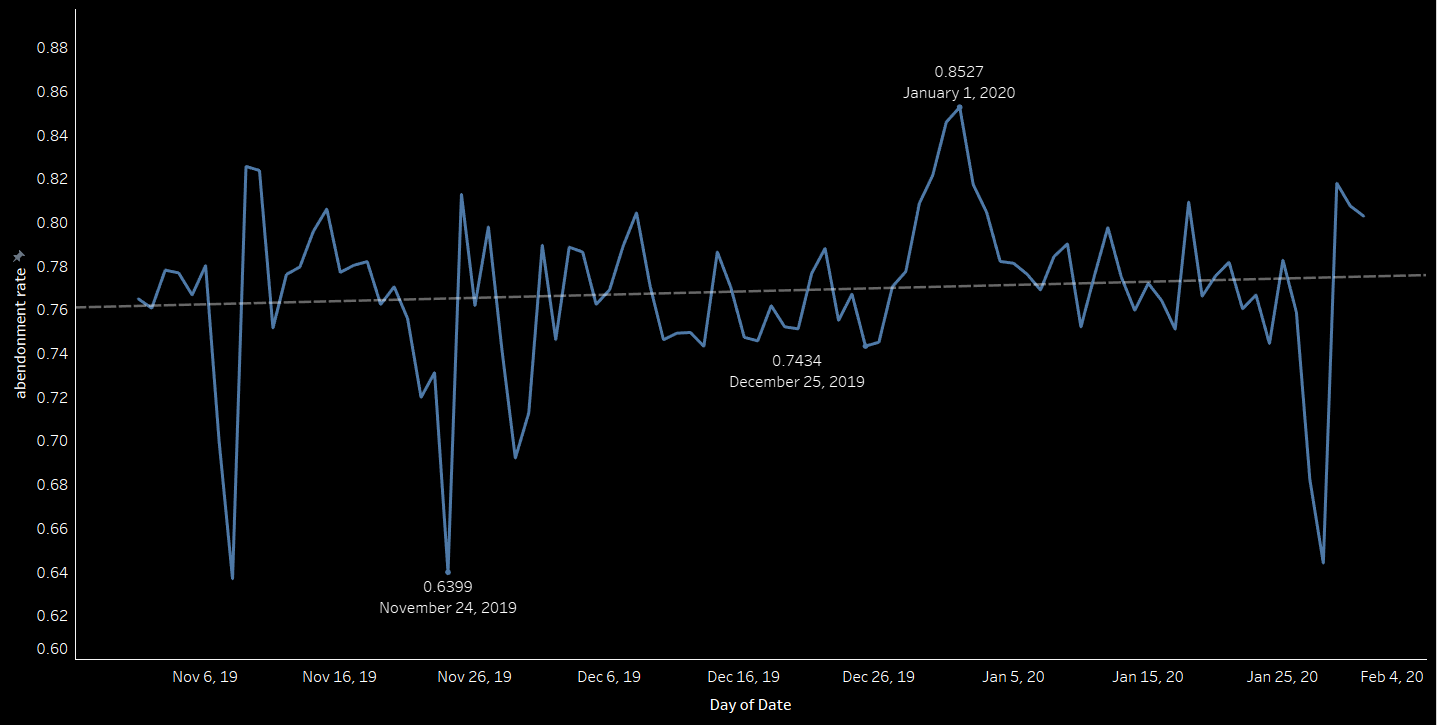 0.88
0.86
0.84
0.82
0.80
0.78
0.76
0.74
0.72
0.70
0.68
0.66
0.64
0.62
0.60
abendonment rate
0.8527
January 1, 2020
0.7434
December 25, 2019
0.6399
November 24, 2019
Nov 6, 19
Nov 16, 19
Nov 26, 19
Dec 6, 19
Dec 16, 19
Dec 26, 19
Jan 5, 20
Jan 15, 20
Jan 25, 20
Feb 4, 20
Day of Date